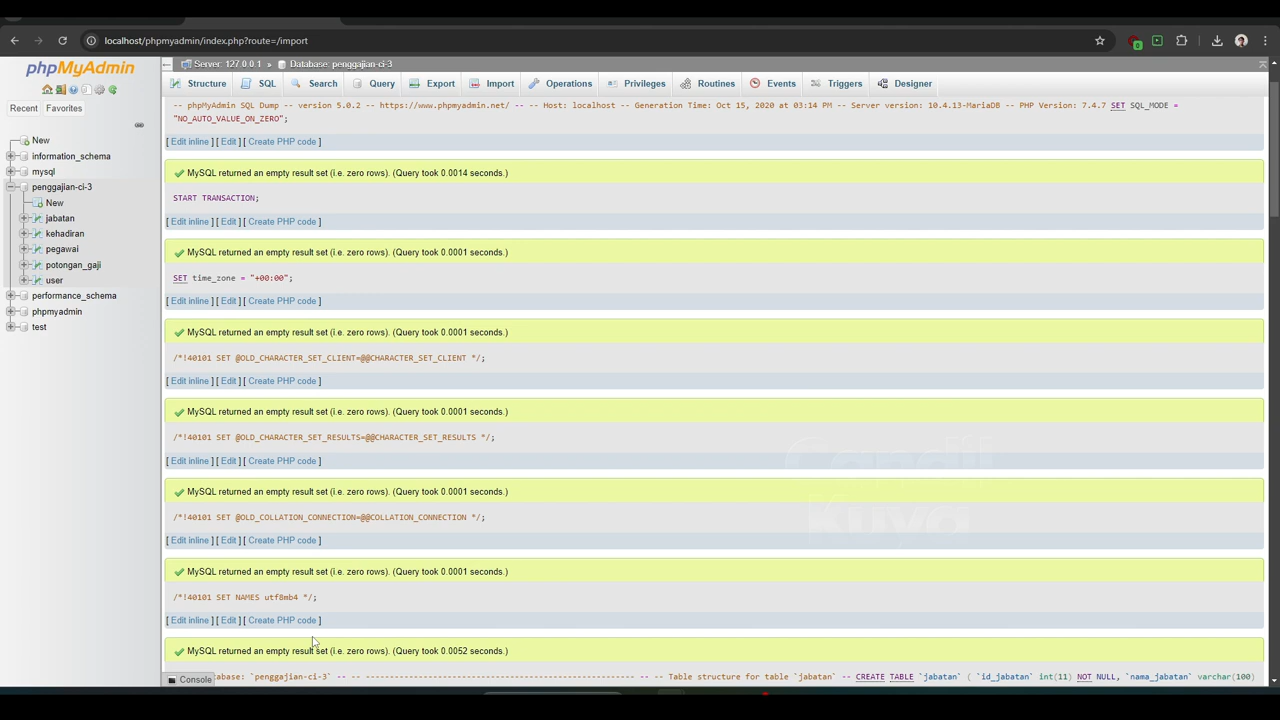 localhost/phpmyadmin/index.php?route=/import
phpMyAdmin
Recent Favorites
New
information_schema
mysql
penggajian-ci-3
New
jabatan
kehadiran
pegawai
potongan_gaji
user
performance_schema
phpmyadmin
test
Server: 127.0.0.1 » Database: penggajian-ci-3
Structure SQL Search Query Export Import Operations Privileges Routines Events Triggers Designer
-- phpMyAdmin SQL Dump -- version 5.0.2 -- https://www.phpmyadmin.net/ -- -- Host: localhost -- Generation Time: Oct 15, 2020 at 03:14 PM -- Server version: 10.4.13-MariaDB -- PHP Version: 7.4.7 SET SQL_MODE =
"NO_AUTO_VALUE_ON_ZERO";
[ Edit inline ] [ Edit ] [ Create PHP code ]
MySQL returned an empty result set (i.e. zero rows). (Query took 0.0014 seconds.)
START TRANSACTION;
[ Edit inline ] [ Edit ] [ Create PHP code ]
MySQL returned an empty result set (i.e. zero rows). (Query took 0.0001 seconds.)
SET time_zone = "+00:00";
[ Edit inline ] [ Edit ] [ Create PHP code ]
MySQL returned an empty result set (i.e. zero rows). (Query took 0.0001 seconds.)
/*!40101 SET @OLD_CHARACTER_SET_CLIENT=@@CHARACTER_SET_CLIENT */;
[ Edit inline ] [ Edit ] [ Create PHP code ]
MySQL returned an empty result set (i.e. zero rows). (Query took 0.0001 seconds.)
/*!40101 SET @OLD_CHARACTER_SET_RESULTS=@@CHARACTER_SET_RESULTS */;
[ Edit inline ] [ Edit ] [ Create PHP code ]
MySQL returned an empty result set (i.e. zero rows). (Query took 0.0001 seconds.)
/*!40101 SET @OLD_COLLATION_CONNECTION=@@COLLATION_CONNECTION */;
[ Edit inline ] [ Edit ] [ Create PHP code ]
MySQL returned an empty result set (i.e. zero rows). (Query took 0.0001 seconds.)
/*!40101 SET NAMES utf8mb4 */;
[ Edit inline ] [ Edit ] [ Create PHP code ]
MySQL returned an empty result set (i.e. zero rows). (Query took 0.0052 seconds.)
Console
`penggajian-ci-3` -- -- -------------------------------------------------------- -- -- Table structure for table `jabatan` -- CREATE TABLE `jabatan` ( `id_jabatan` int(11) NOT NULL, `nama_jabatan` varchar(100)
Kuya